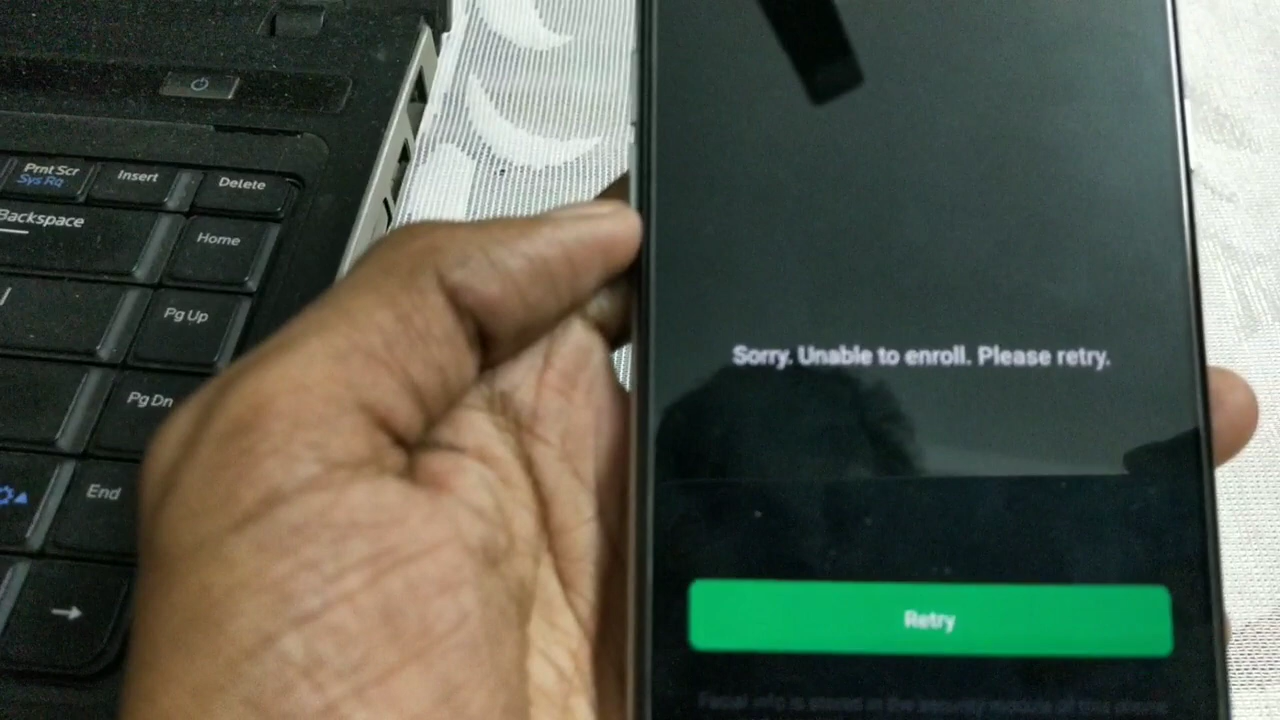 Prnt Scr
Sys Rq
Insert
Delete
Backspace
Home
Pg Up
Pg Dn
End
Sorry. Unable to enroll. Please retry.
Retry